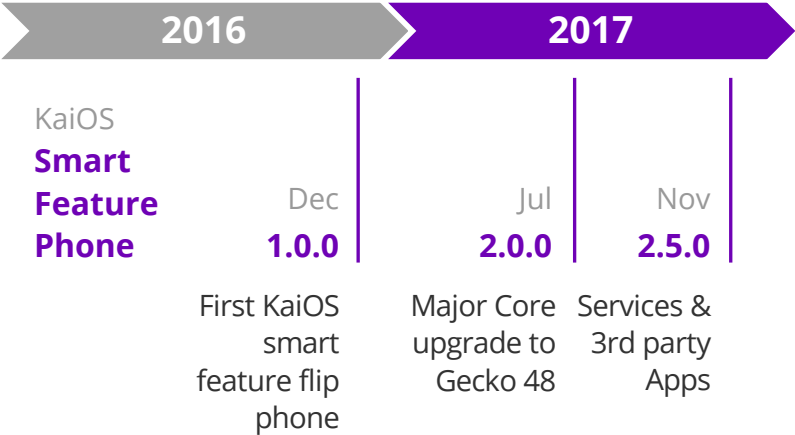 2016
2017
KaiOS
Smart
Feature
Phone
Dec
1.0.0
First KaiOS
smart
feature flip
phone
Jul
2.0.0
Major Core
upgrade to
Gecko 48
Nov
2.5.0
Services &
3rd party
Apps